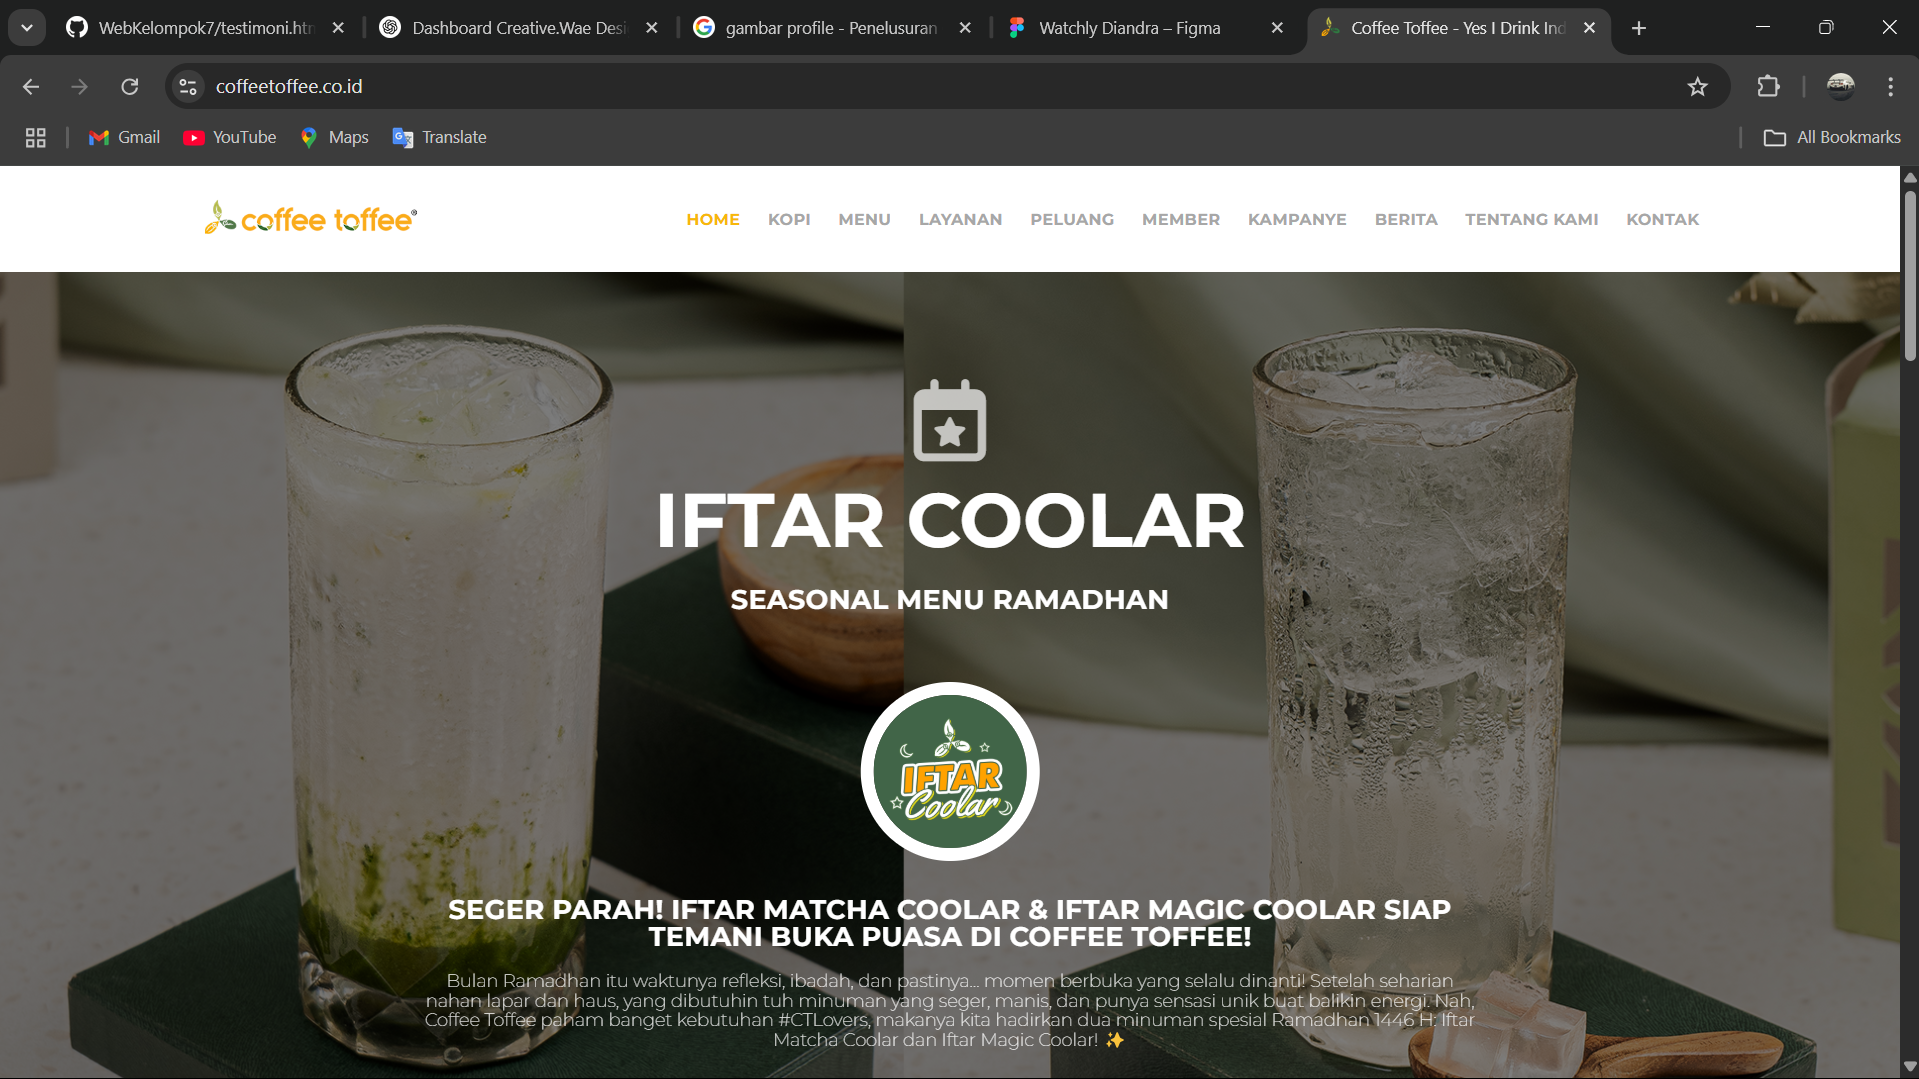 WebKelompok7/testimoni.htm
Dashboard Creative.Wae Desi
gambar profile - Penelusuran
Watchly Diandra – Figma
Coffee Toffee - Yes I Drink Ind
coffeetoffee.co.id
Gmail
YouTube
Maps
Translate
All Bookmarks
coffee toffee®
HOME
KOPI
MENU
LAYANAN
PELUANG
MEMBER
KAMPANYE
BERITA
TENTANG KAMI
KONTAK
IFTAR COOLAR
SEASONAL MENU RAMADHAN
IFTAR
Coolar
SEGER PARAH! IFTAR MATCHA COOLAR & IFTAR MAGIC COOLAR SIAP
TEMANI BUKA PUASA DI COFFEE TOFFEE!
Bulan Ramadhan itu waktunya refleksi, ibadah, dan pastinya... momen berbuka yang selalu dinanti! Setelah seharian
nahan lapar dan haus, yang dibutuhin tuh minuman yang seger, manis, dan punya sensasi unik buat balikin energi. Nah,
Coffee Toffee paham banget kebutuhan #CTLovers, makanya kita hadirkan dua minuman spesial Ramadhan 1446 H: Iftar
Matcha Coolar dan Iftar Magic Coolar! ✨